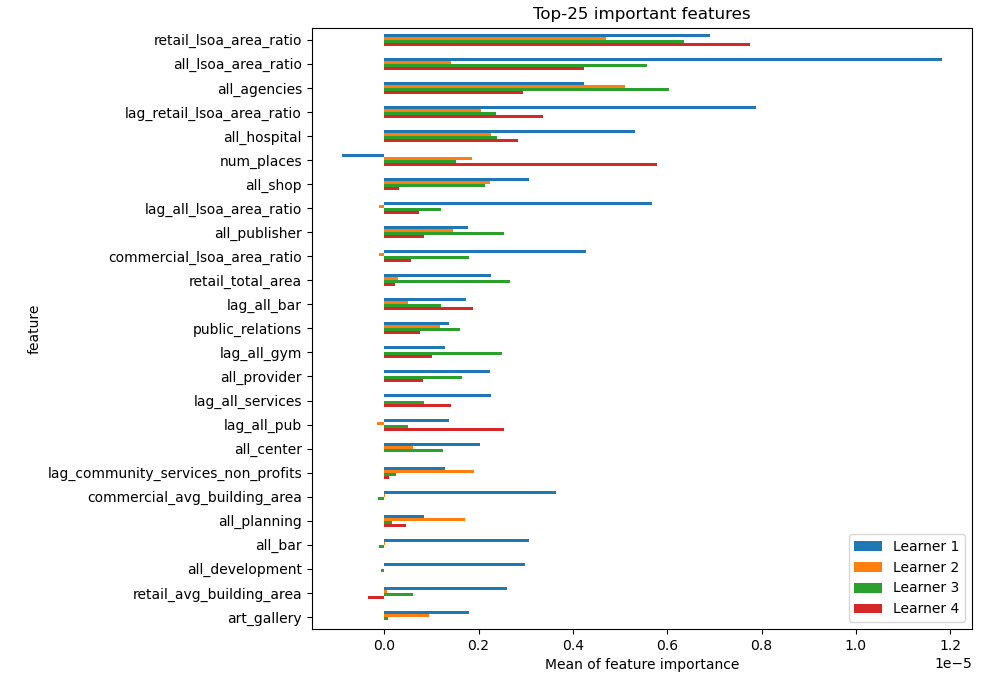 Top-25 important features
retail_lsoa_area_ratio
all_lsoa_area_ratio
all_agencies
lag_retail_lsoa_area_ratio
all_hospital
num_places
all_shop
lag_all_lsoa_area_ratio
all_publisher
commercial_lsoa_area_ratio
retail_total_area
lag_all_bar
public_relations
lag_all_gym
all_provider
lag_all_services
lag_all_pub
all_center
lag_community_services_non_profits
commercial_avg_building_area
all_planning
all_bar
all_development
retail_avg_building_area
art_gallery
feature
Learner 1
Learner 2
Learner 3
Learner 4
0.0 0.2 0.4 0.6 0.8 1.0 1.2
1e−5
Mean of feature importance